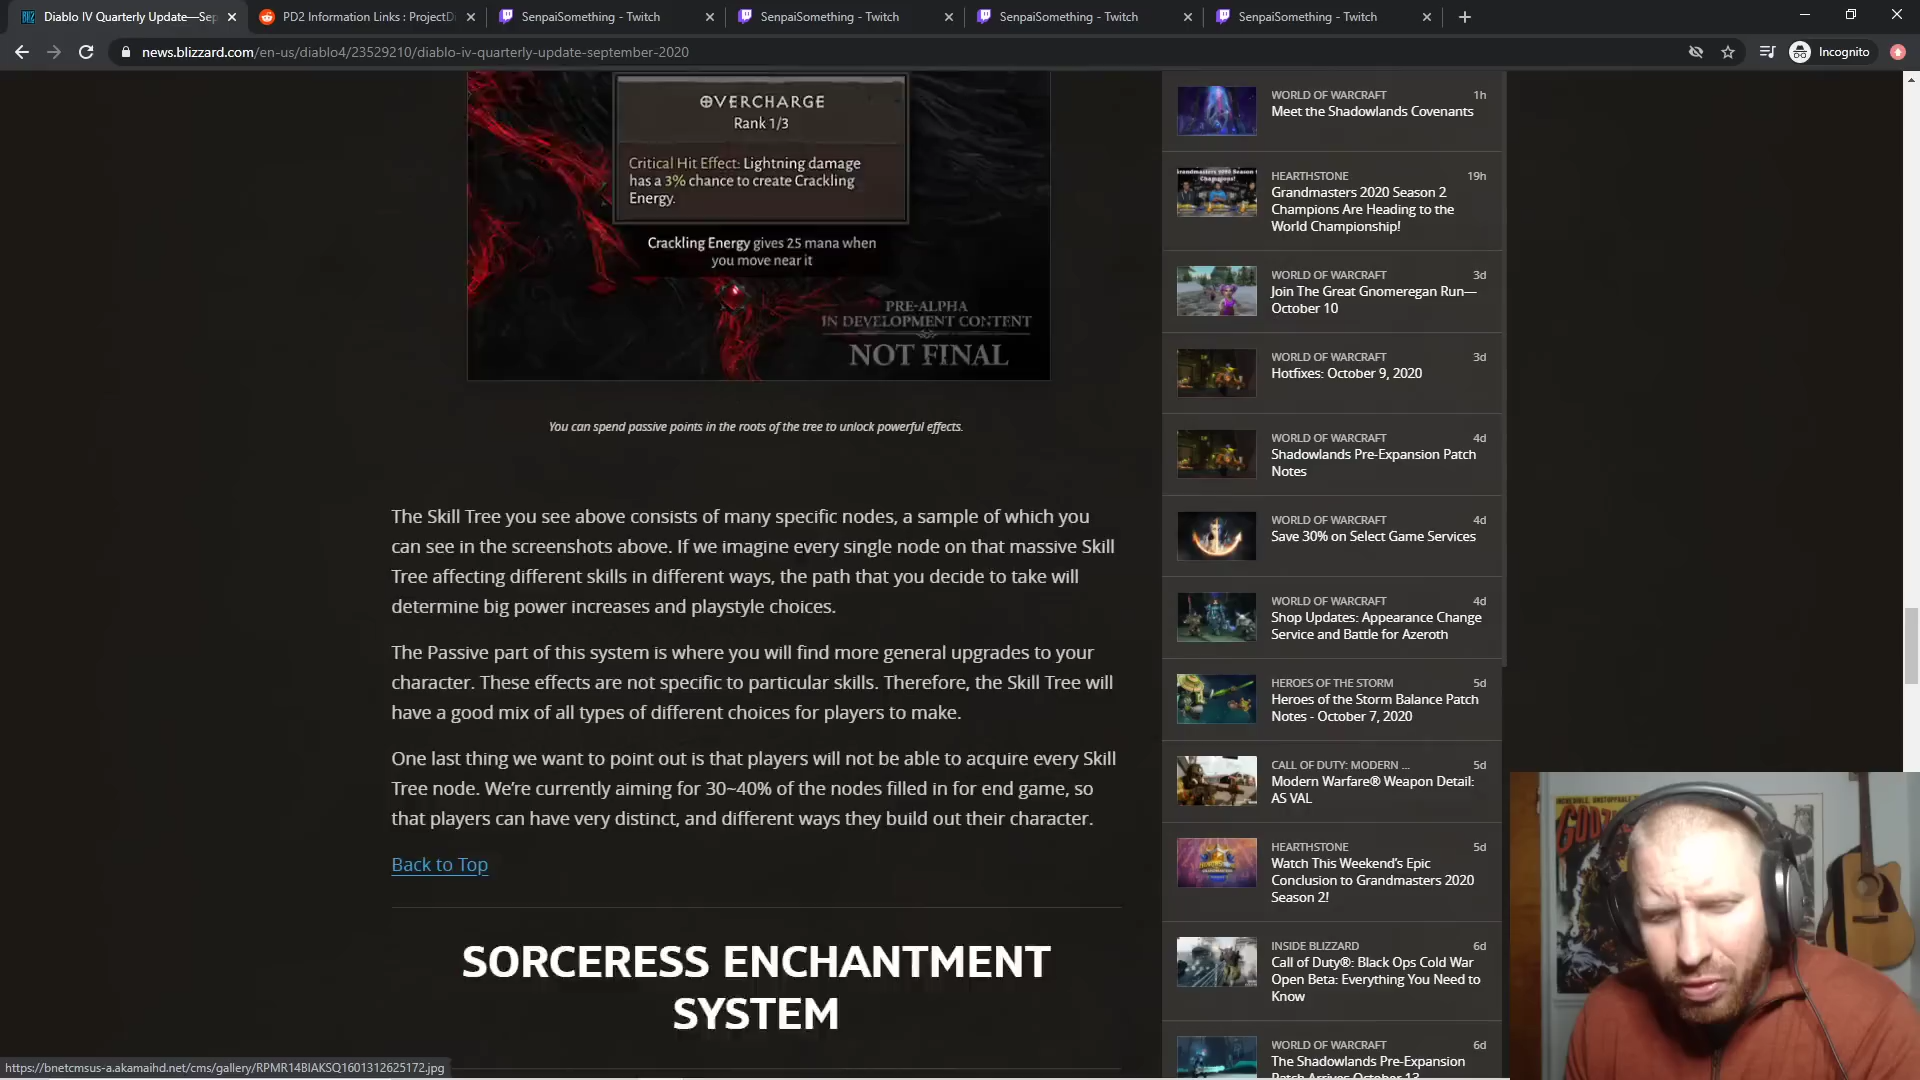 Diablo IV Quarterly Update—Sep
PD2 Information Links : ProjectD
SenpaiSomething - Twitch
SenpaiSomething - Twitch
SenpaiSomething - Twitch
SenpaiSomething - Twitch
news.blizzard.com/en-us/diablo4/23529210/diablo-iv-quarterly-update-september-2020
Incognito
OVERCHARGE
Rank 1/3
Critical Hit Effect: Lightning damage
has a 3% chance to create Crackling
Energy.
Crackling Energy gives 25 mana when
you move near it
PRE-ALPHA
IN DEVELOPMENT CONTENT
NOT FINAL
You can spend passive points in the roots of the tree to unlock powerful effects.
The Skill Tree you see above consists of many specific nodes, a sample of which you
can see in the screenshots above. If we imagine every single node on that massive Skill
Tree affecting different skills in different ways, the path that you decide to take will
determine big power increases and playstyle choices.
The Passive part of this system is where you will find more general upgrades to your
character. These effects are not specific to particular skills. Therefore, the Skill Tree will
have a good mix of all types of different choices for players to make.
One last thing we want to point out is that players will not be able to acquire every Skill
Tree node. We're currently aiming for 30~40% of the nodes filled in for end game, so
that players can have very distinct, and different ways they build out their character.
Back to Top
SORCERESS ENCHANTMENT
SYSTEM
WORLD OF WARCRAFT 1h
Meet the Shadowlands Covenants
HEARTHSTONE 19h
Grandmasters 2020 Season 2
Champions Are Heading to the
World Championship!
WORLD OF WARCRAFT 3d
Join The Great Gnomeregan Run—
October 10
WORLD OF WARCRAFT 3d
Hotfixes: October 9, 2020
WORLD OF WARCRAFT 4d
Shadowlands Pre-Expansion Patch
Notes
WORLD OF WARCRAFT 4d
Save 30% on Select Game Services
WORLD OF WARCRAFT 4d
Shop Updates: Appearance Change
Service and Battle for Azeroth
HEROES OF THE STORM 5d
Heroes of the Storm Balance Patch
Notes - October 7, 2020
CALL OF DUTY: MODERN ... 5d
Modern Warfare® Weapon Detail:
AS VAL
HEARTHSTONE 5d
Watch This Weekend's Epic
Conclusion to Grandmasters 2020
Season 2!
INSIDE BLIZZARD 6d
Call of Duty®: Black Ops Cold War
Open Beta: Everything You Need to
Know
WORLD OF WARCRAFT 6d
The Shadowlands Pre-Expansion
Patch Arrives October 13
https://bnetcmsus-a.akamaihd.net/cms/gallery/RPMR14BIAKSQ1601312625172.jpg